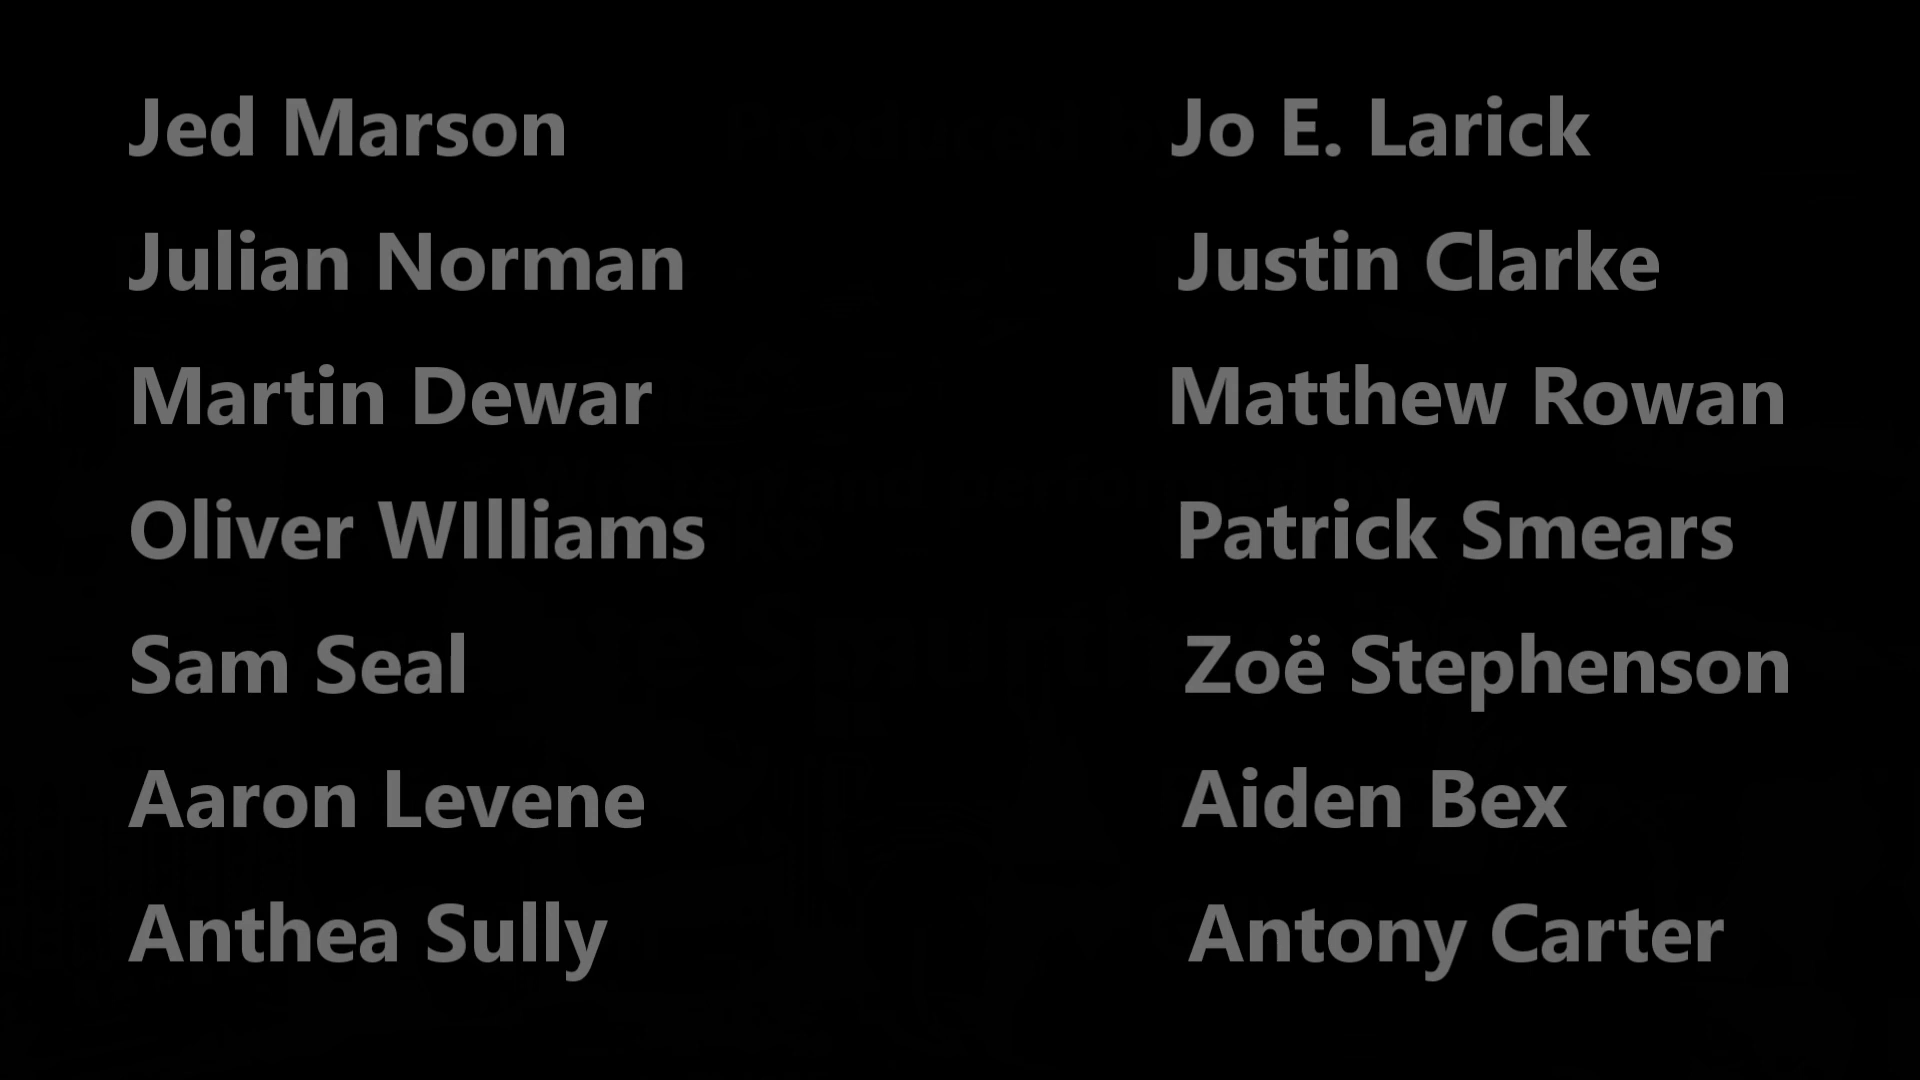 Jed Marson
Julian Norman
Martin Dewar
Oliver WIlliams
Sam Seal
Aaron Levene
Anthea Sully
Jo E. Larick
Justin Clarke
Matthew Rowan
Patrick Smears
Zoë Stephenson
Aiden Bex
Antony Carter